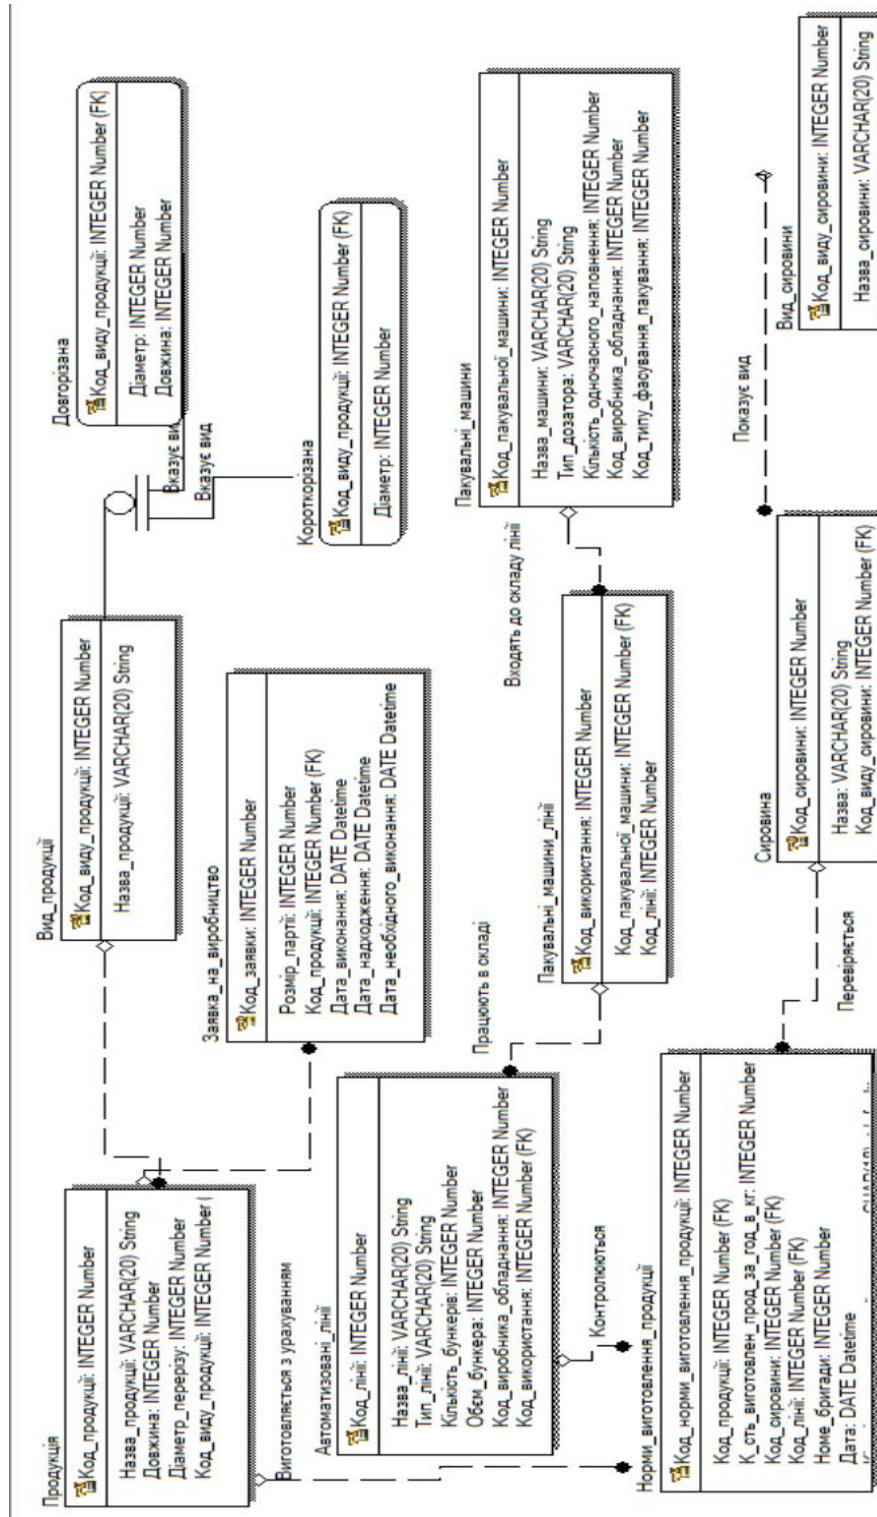 Продукція
Код_продукції: INTEGER Number
Назва_продукції: VARCHAR(20) String
Довжина: INTEGER Number
Діаметр_перерізу: INTEGER Number
Код_виду_продукції: INTEGER Number (
Вид_продукції
Код_виду_продукції: INTEGER Number
Назва_продукції: VARCHAR(20) String
Довгорізана
Код_виду_продукції: INTEGER Number (FK)
Діаметр: INTEGER Number
Довжина: INTEGER Number
Вказує вид
Вказує вид
Короткорізана
Код_виду_продукції: INTEGER Number (FK)
Діаметр: INTEGER Number
Заявка_на_виробництво
Код_заявки: INTEGER Number
Розмір_партії: INTEGER Number
Код_продукції: INTEGER Number (FK)
Дата_виконання: DATE Datetime
Дата_надходження: DATE Datetime
Дата_необхідного_виконання: DATE Datetime
Виготовляється з урахуванням
Автоматизовані_лінії
Код_лінії: INTEGER Number
Назва_лінії: VARCHAR(20) String
Тип_лінії: VARCHAR(20) String
Кількість_бункерів: INTEGER Number
Обєм_бункера: INTEGER Number
Код_виробника_обладнання: INTEGER Number
Код_використання: INTEGER Number (FK)
Працюють в складі
Пакувальні_машини_лінії
Код_використання: INTEGER Number
Код_пакувальної_машини: INTEGER Number (FK)
Код_лінії: INTEGER Number
Входять до складу лінії
Пакувальні_машини
Код_пакувальної_машини: INTEGER Number
Назва_машини: VARCHAR(20) String
Тип_дозатора: VARCHAR(20) String
Кількість_одночасного_наповнення: INTEGER Number
Код_виробника_обладнання: INTEGER Number
Код_типу_фасування_пакування: INTEGER Number
Контролюються
Норми_виготовлення_продукції
Код_норми_виготовлення_продукції: INTEGER Number
Код_продукції: INTEGER Number (FK)
К_сть_виготовлен_прод_за_год_в_кг: INTEGER Number
Код_сировини: INTEGER Number (FK)
Код_лінії: INTEGER Number (FK)
Номе_бригади: INTEGER Number
Дата: DATE Datetime
Перевіряється
Сировина
Код_сировини: INTEGER Number
Назва: VARCHAR(20) String
Код_виду_сировини: INTEGER Number (FK)
Показує вид
Вид_сировини
Код_виду_сировини: INTEGER Number
Назва_сировини: VARCHAR(20) String